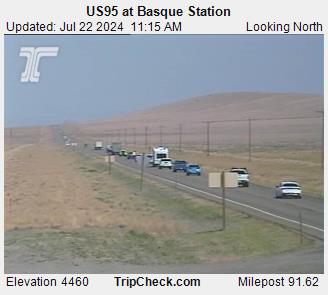 US95 at Basque Station
Updated: Jul 22 2024 11:15 AM Looking North
Elevation 4460 TripCheck.com Milepost 91.62